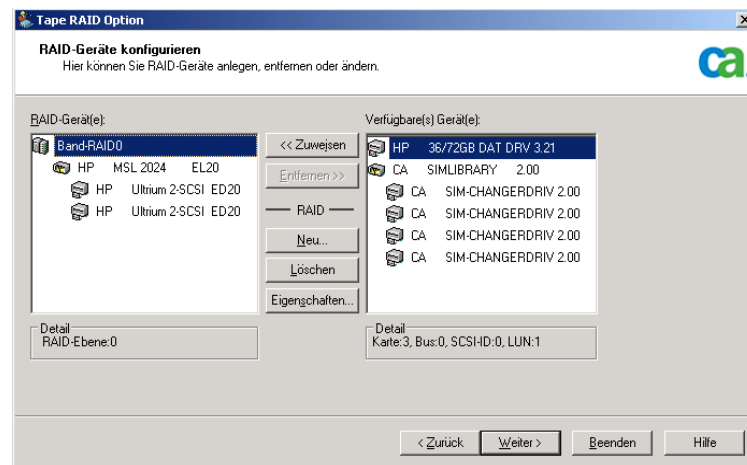 Tape RAID Option
RAID-Geräte konfigurieren
Hier können Sie RAID-Geräte anlegen, entfernen oder ändern.
ca
RAID-Gerät(e):
Band-RAID0
HP MSL 2024 EL20
HP Ultrium 2-SCSI ED20
HP Ultrium 2-SCSI ED20
Detail
RAID-Ebene:0
<< Zuweisen
Entfernen >>
RAID
Neu...
Löschen
Eigenschaften...
Verfügbare(s) Gerät(e):
HP 36/72GB DAT DRV 3.21
CA SIMLIBRARY 2.00
CA SIM-CHANGERDRIV 2.00
CA SIM-CHANGERDRIV 2.00
CA SIM-CHANGERDRIV 2.00
CA SIM-CHANGERDRIV 2.00
Detail
Karte:3, Bus:0, SCSI-ID:0, LUN:1
< Zurück
Weiter >
Beenden
Hilfe